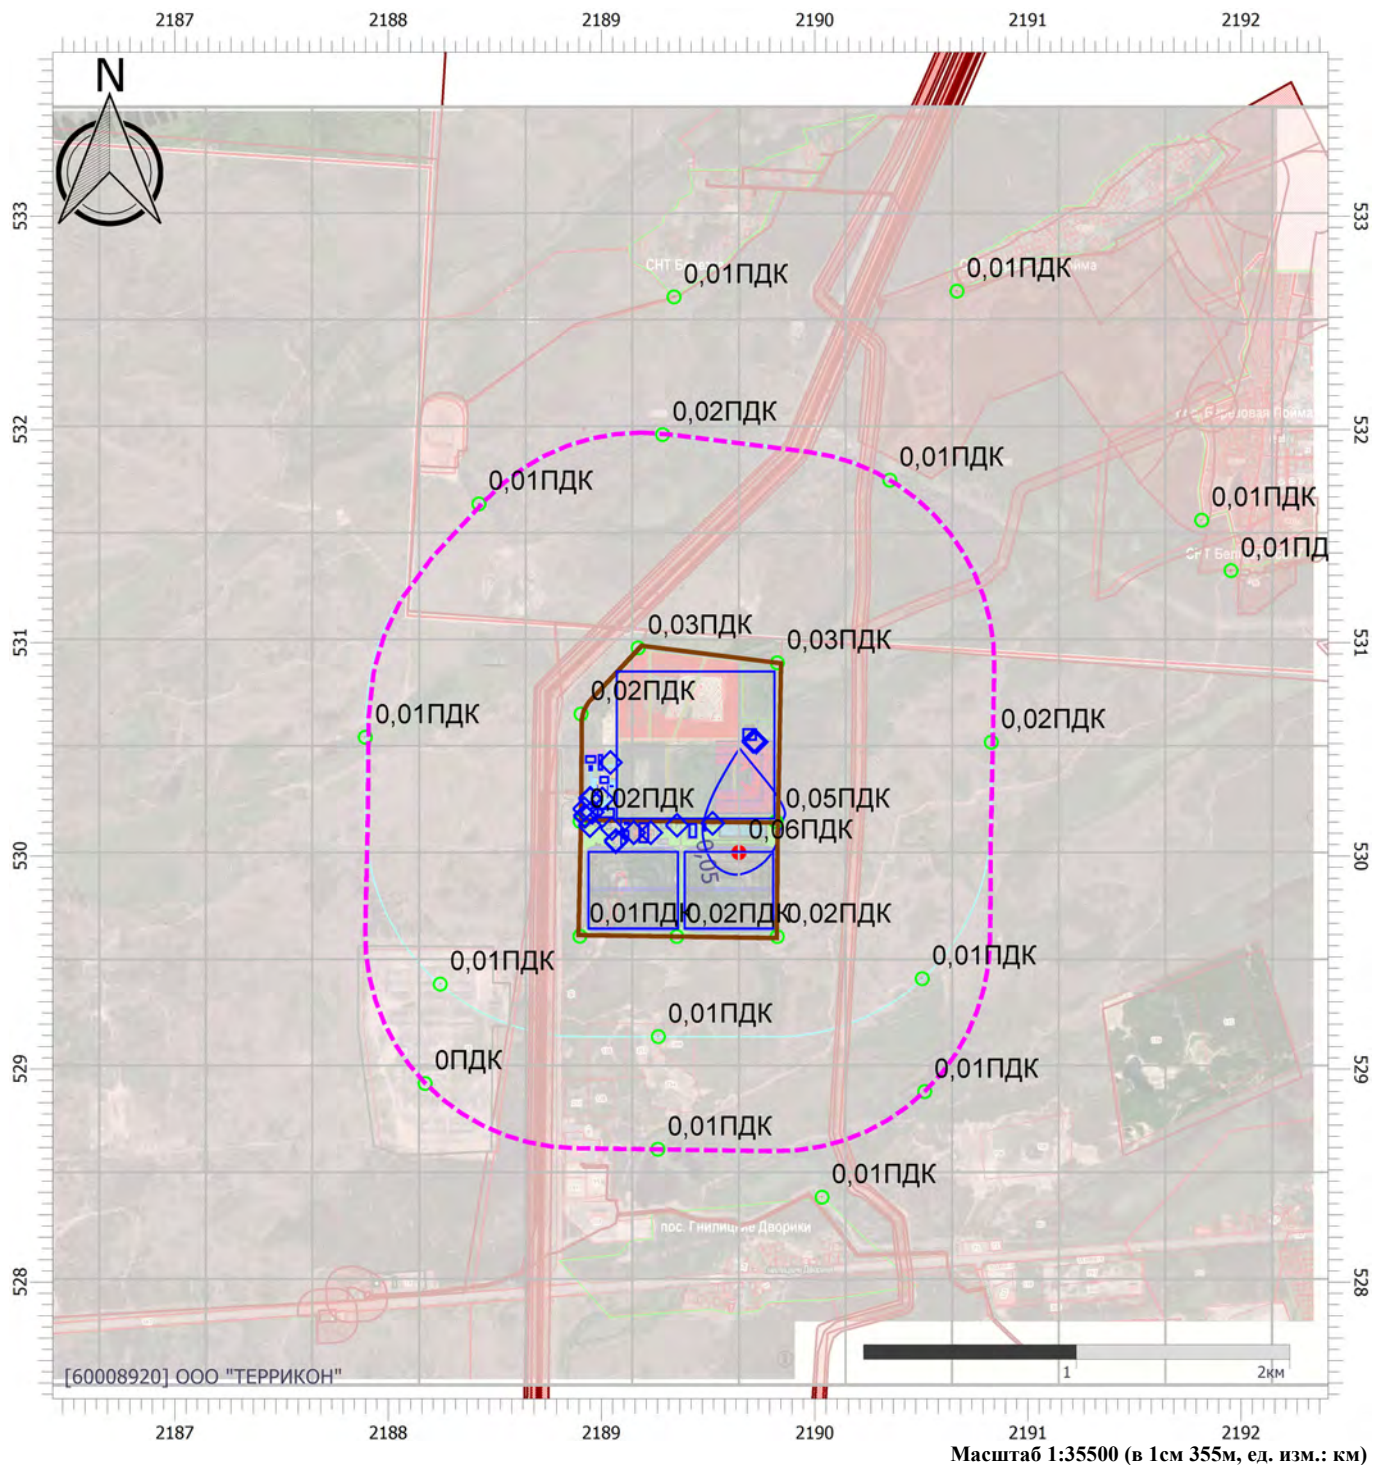 2187 2188 2189 2190 2191 2192
N
533 533
СНТ
0,01ПДК
0,01ПДК
532 532
0,02ПДК
0,01ПДК
0,01ПДК
0,01ПДК
СНТ
0,01ПД
531 531
0,03ПДК
0,03ПДК
0,02ПДК
0,01ПДК
0,02ПДК
0,02ПДК
0,05ПДК
0,06ПДК
0,05
530 530
0,01ПДК 0,02ПДК 0,02ПДК
0,01ПДК
0,01ПДК
0,01ПДК
529 529
0ПДК
0,01ПДК
0,01ПДК
0,01ПДК
пос. Гнилицкие Дворики
528 528
[60008920] ООО "ТЕРРИКОН"
1 2км
2187 2188 2189 2190 2191 2192
Масштаб 1:35500 (в 1см 355м, ед. изм.: км)